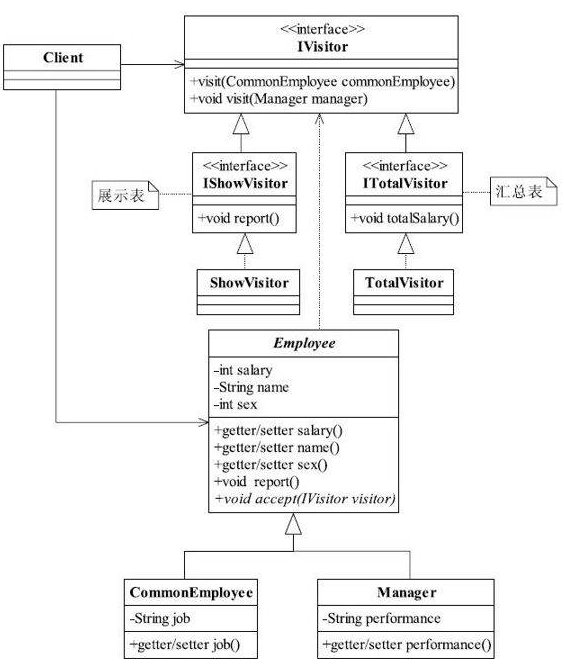 <<interface>>
IVisitor
Client
+visit(CommonEmployee commonEmployee)
+void visit(Manager manager)
<<interface>>
IShowVisitor
+void report()
展示表
<<interface>>
ITotalVisitor
+void totalSalary()
汇总表
ShowVisitor
TotalVisitor
Employee
-int salary
-String name
-int sex
+getter/setter salary()
+getter/setter name()
+getter/setter sex()
+void report()
+void accept(IVisitor visitor)
CommonEmployee
-String job
+getter/setter job()
Manager
-String performance
+getter/setter performance()